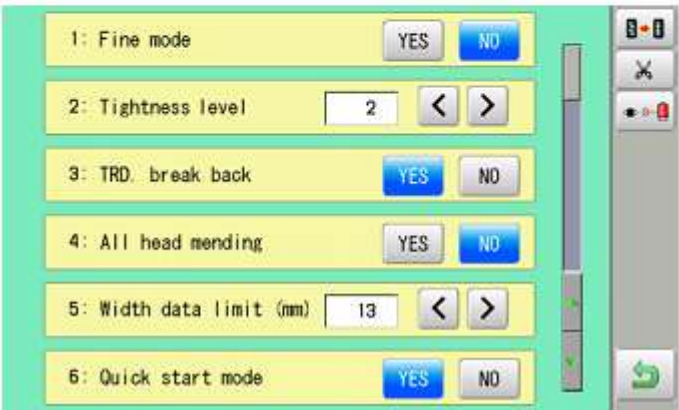 1: Fine mode YES NO
2: Tightness level 2 < >
3: TRD. break back YES NO
4: All head mending YES NO
5: Width data limit (mm) 13 < >
6: Quick start mode YES NO